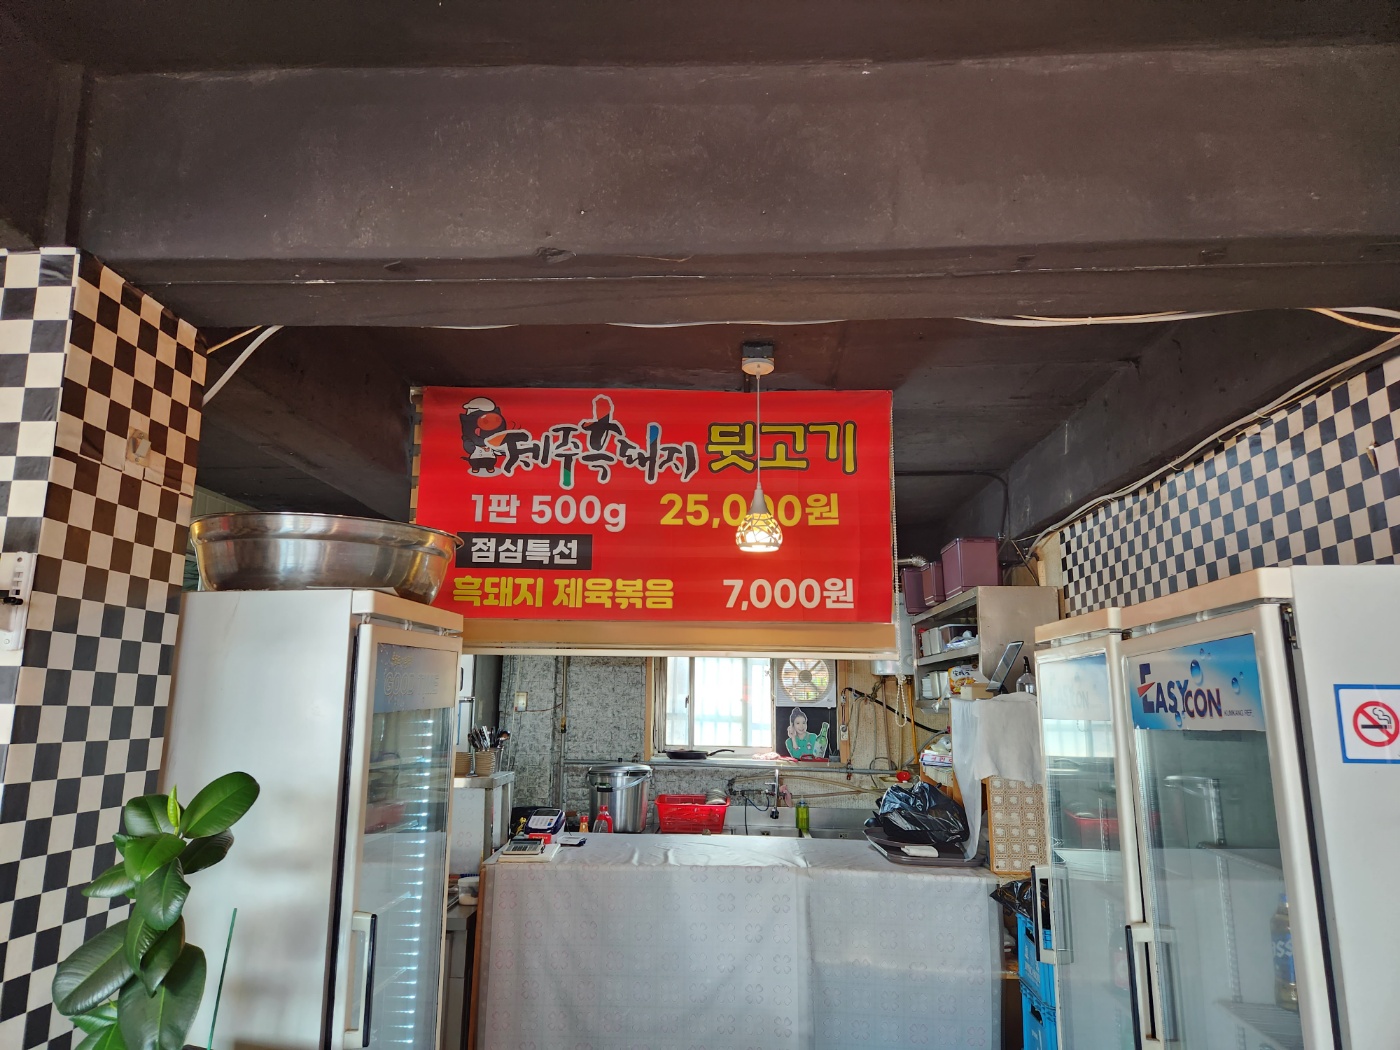 제주흑돼지 뒷고기
1판 500g 25,000원
점심특선
흑돼지 제육볶음 7,000원
EASYCON